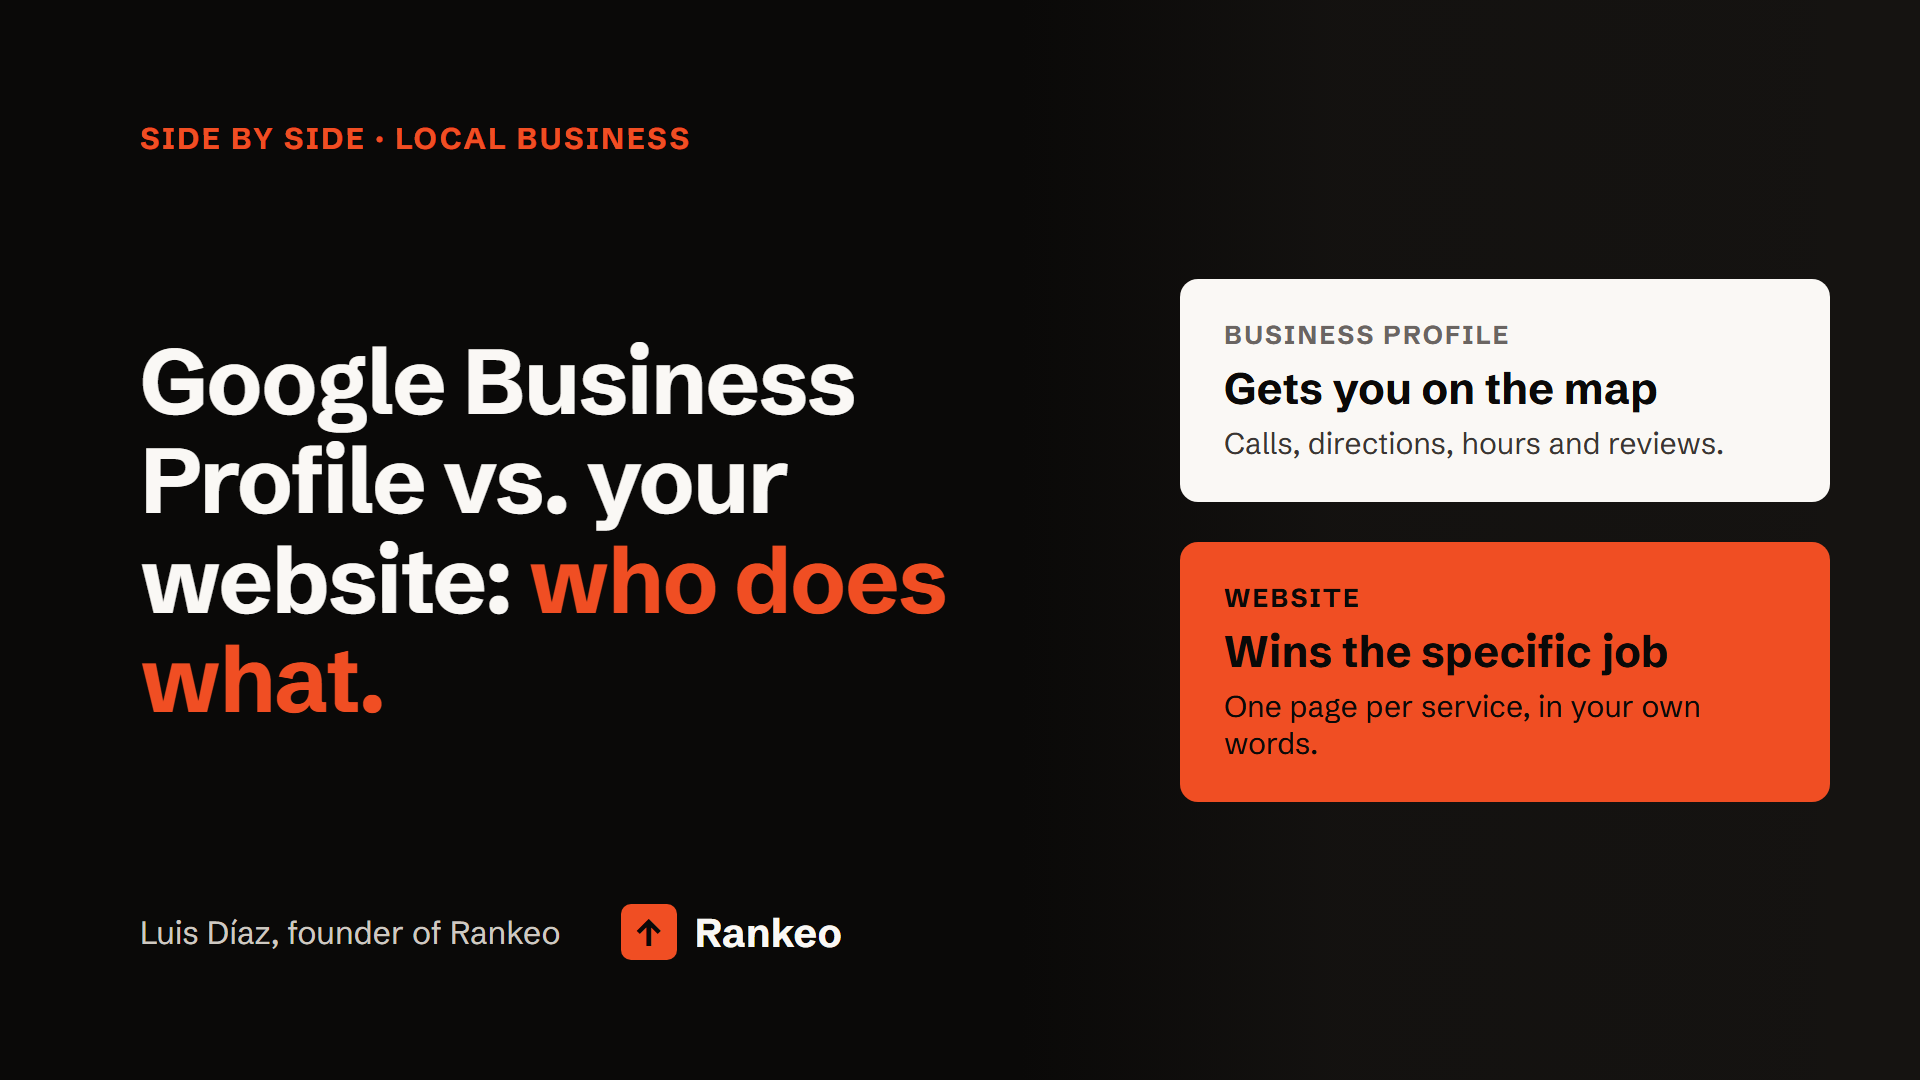 SIDE BY SIDE · LOCAL BUSINESS
Google Business
Profile vs. your
website: who does
what.
BUSINESS PROFILE
Gets you on the map
Calls, directions, hours and reviews.
WEBSITE
Wins the specific job
One page per service, in your own
words.
Luis Díaz, founder of Rankeo
Rankeo